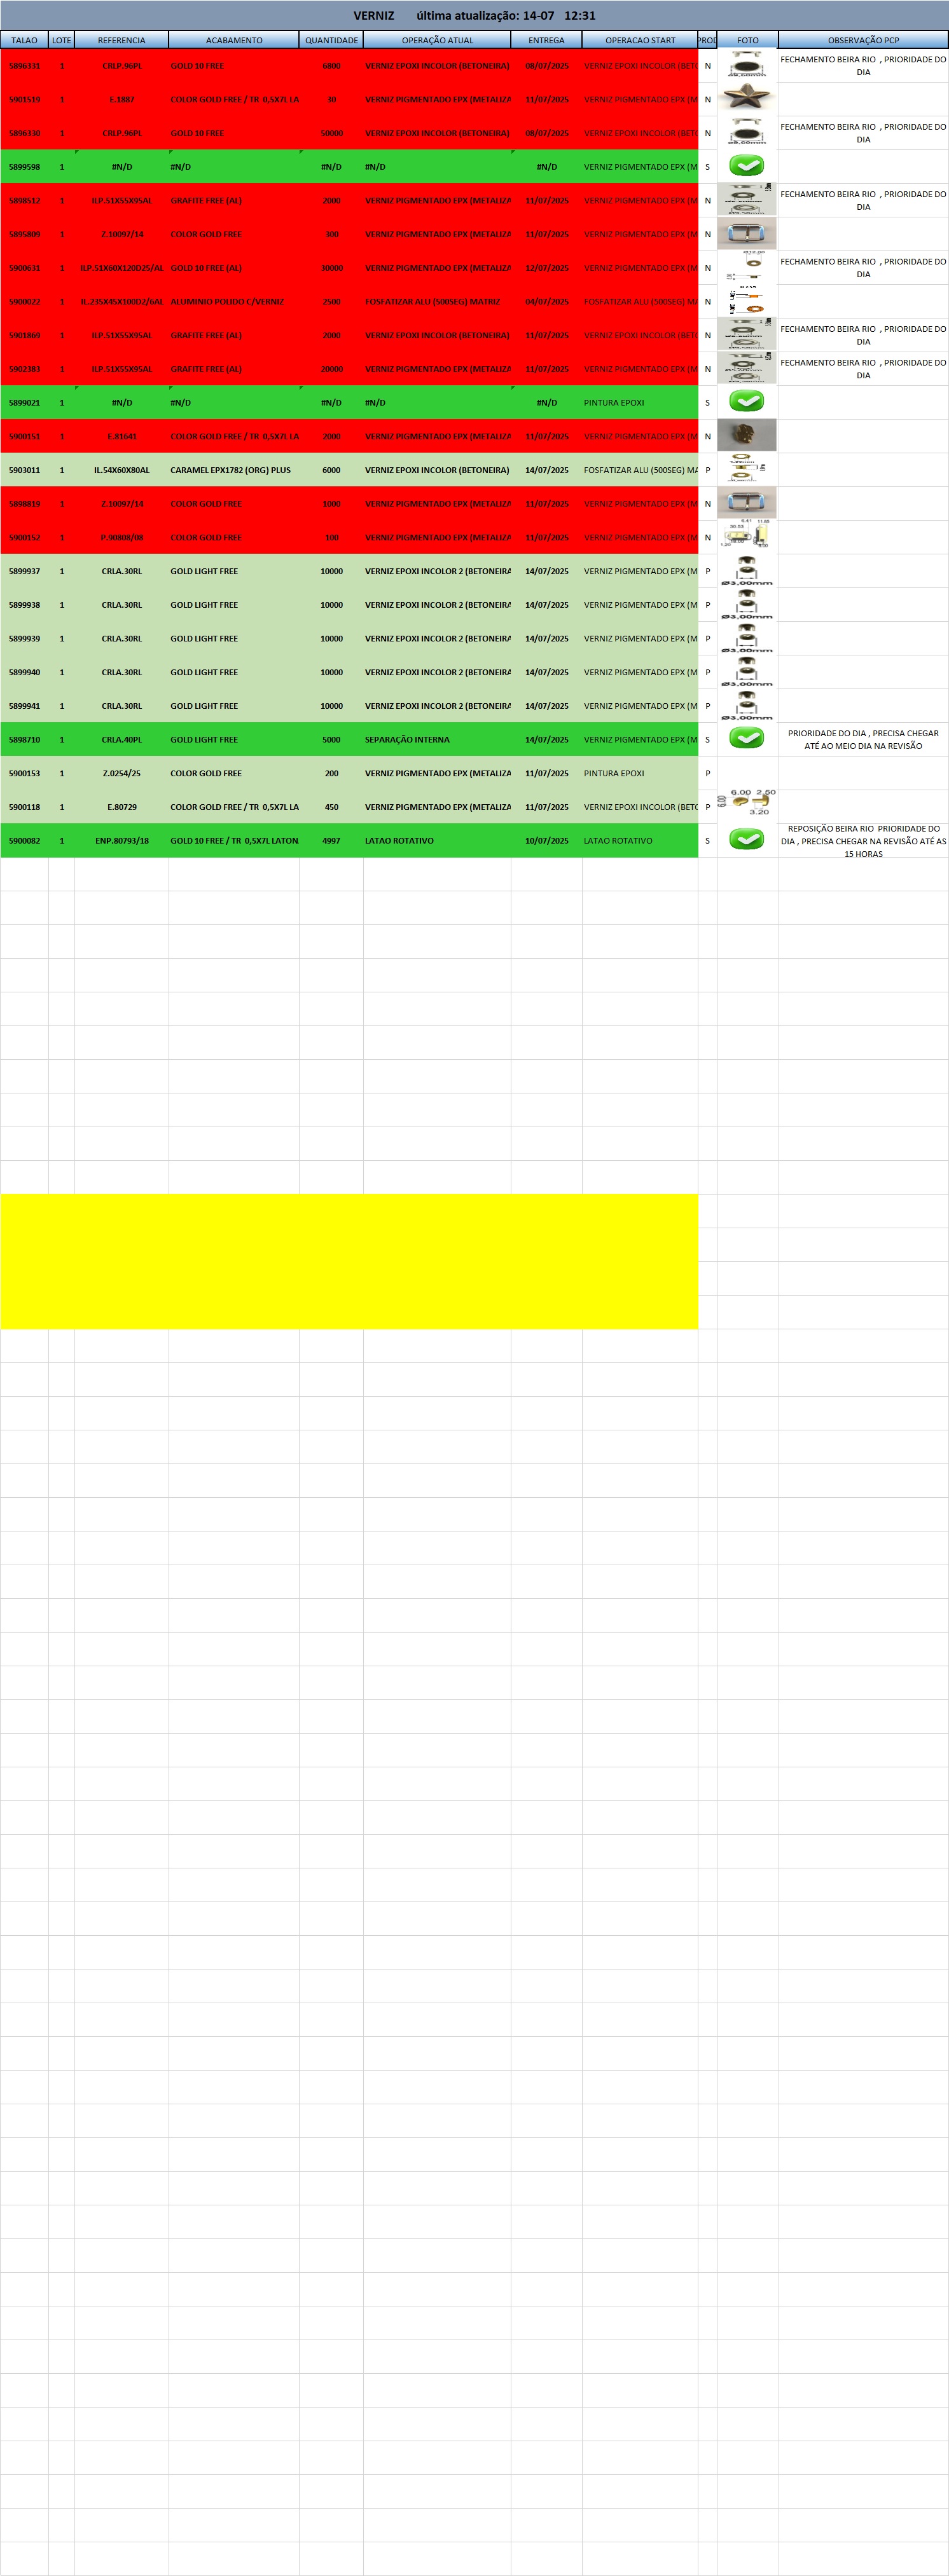 VERNIZ última atualização: 14-07 12:31
TALAO LOTE REFERENCIA ACABAMENTO QUANTIDADE OPERAÇÃO ATUAL ENTREGA OPERACAO START PROD FOTO OBSERVAÇÃO PCP
5896331 1 CRLP.96PL GOLD 10 FREE 6800 VERNIZ EPOXI INCOLOR (BETONEIRA) 08/07/2025 VERNIZ EPOXI INCOLOR (BETO N FECHAMENTO BEIRA RIO , PRIORIDADE DO
DIA
5901519 1 E.1887 COLOR GOLD FREE / TR 0,5X7L LA 30 VERNIZ PIGMENTADO EPX (METALIZA 11/07/2025 VERNIZ PIGMENTADO EPX (M N
5896330 1 CRLP.96PL GOLD 10 FREE 50000 VERNIZ EPOXI INCOLOR (BETONEIRA) 08/07/2025 VERNIZ EPOXI INCOLOR (BETO N FECHAMENTO BEIRA RIO , PRIORIDADE DO
DIA
5899598 1 #N/D #N/D #N/D #N/D #N/D VERNIZ PIGMENTADO EPX (M S
5898512 1 ILP.51X55X95AL GRAFITE FREE (AL) 2000 VERNIZ PIGMENTADO EPX (METALIZA 11/07/2025 VERNIZ PIGMENTADO EPX (M N FECHAMENTO BEIRA RIO , PRIORIDADE DO
DIA
5895809 1 Z.10097/14 COLOR GOLD FREE 300 VERNIZ PIGMENTADO EPX (METALIZA 11/07/2025 VERNIZ PIGMENTADO EPX (M N
5900631 1 ILP.51X60X120D25/AL GOLD 10 FREE (AL) 30000 VERNIZ PIGMENTADO EPX (METALIZA 12/07/2025 VERNIZ PIGMENTADO EPX (M N FECHAMENTO BEIRA RIO , PRIORIDADE DO
DIA
5900022 1 IL.235X45X100D2/6AL ALUMINIO POLIDO C/VERNIZ 2500 FOSFATIZAR ALU (500SEG) MATRIZ 04/07/2025 FOSFATIZAR ALU (500SEG) MA N
5901869 1 ILP.51X55X95AL GRAFITE FREE (AL) 2000 VERNIZ PIGMENTADO EPX (METALIZA 11/07/2025 VERNIZ EPOXI INCOLOR (BETO N FECHAMENTO BEIRA RIO , PRIORIDADE DO
DIA
5902383 1 ILP.51X55X95AL GRAFITE FREE (AL) 20000 VERNIZ PIGMENTADO EPX (METALIZA 11/07/2025 VERNIZ PIGMENTADO EPX (M N FECHAMENTO BEIRA RIO , PRIORIDADE DO
DIA
5899021 1 #N/D #N/D #N/D #N/D #N/D PINTURA EPOXI S
5900151 1 E.81641 COLOR GOLD FREE / TR 0,5X7L LA 2000 VERNIZ PIGMENTADO EPX (METALIZA 11/07/2025 VERNIZ PIGMENTADO EPX (M N
5903011 1 IL.54X60X80AL CARAMEL EPX1782 (ORG) PLUS 6000 VERNIZ EPOXI INCOLOR (BETONEIRA) 14/07/2025 FOSFATIZAR ALU (500SEG) MA P
5898819 1 Z.10097/14 COLOR GOLD FREE 1000 VERNIZ PIGMENTADO EPX (METALIZA 11/07/2025 VERNIZ PIGMENTADO EPX (M N
5900152 1 P.90808/08 COLOR GOLD FREE 100 VERNIZ PIGMENTADO EPX (METALIZA 11/07/2025 VERNIZ PIGMENTADO EPX (M N
5899937 1 CRLA.30RL GOLD LIGHT FREE 10000 VERNIZ EPOXI INCOLOR 2 (BETONEIRA 14/07/2025 VERNIZ PIGMENTADO EPX (M P Ø3,00mm
5899938 1 CRLA.30RL GOLD LIGHT FREE 10000 VERNIZ EPOXI INCOLOR 2 (BETONEIRA 14/07/2025 VERNIZ PIGMENTADO EPX (M P Ø3,00mm
5899939 1 CRLA.30RL GOLD LIGHT FREE 10000 VERNIZ EPOXI INCOLOR 2 (BETONEIRA 14/07/2025 VERNIZ PIGMENTADO EPX (M P Ø3,00mm
5899940 1 CRLA.30RL GOLD LIGHT FREE 10000 VERNIZ EPOXI INCOLOR 2 (BETONEIRA 14/07/2025 VERNIZ PIGMENTADO EPX (M P Ø3,00mm
5899941 1 CRLA.30RL GOLD LIGHT FREE 10000 VERNIZ EPOXI INCOLOR 2 (BETONEIRA 14/07/2025 VERNIZ PIGMENTADO EPX (M P Ø3,00mm
5898710 1 CRLA.40PL GOLD LIGHT FREE 5000 SEPARAÇÃO INTERNA 14/07/2025 VERNIZ PIGMENTADO EPX (M S PRIORIDADE DO DIA , PRECISA CHEGAR
ATÉ AO MEIO DIA NA REVISÃO
5900153 1 Z.0254/25 COLOR GOLD FREE 200 VERNIZ PIGMENTADO EPX (METALIZA 11/07/2025 PINTURA EPOXI P
5900118 1 E.80729 COLOR GOLD FREE / TR 0,5X7L LA 450 VERNIZ PIGMENTADO EPX (METALIZA 11/07/2025 VERNIZ EPOXI INCOLOR (BETO P 6.00 6.00 2.50
3.20
5900082 1 ENP.80793/18 GOLD 10 FREE / TR 0,5X7L LATON 4997 LATAO ROTATIVO 10/07/2025 LATAO ROTATIVO S REPOSIÇÃO BEIRA RIO PRIORIDADE DO
DIA , PRECISA CHEGAR NA REVISÃO ATÉ AS
15 HORAS